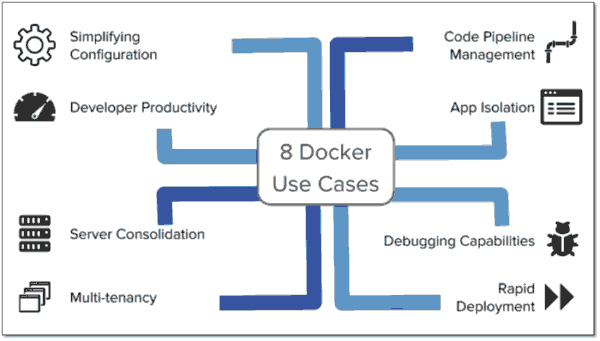 Simplifying
Configuration
Code Pipeline
Management
Developer Productivity
App Isolation
8 Docker
Use Cases
Server Consolidation
Debugging Capabilities
Multi-tenancy
Rapid
Deployment